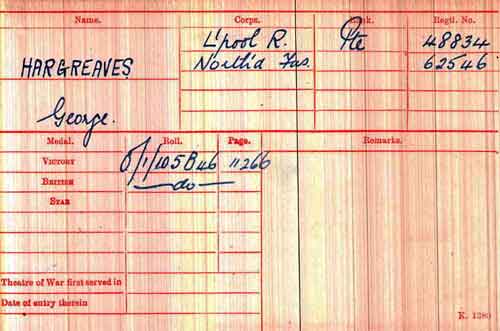 Name. Corps. Rank. Regtl. No.
HARGREAVES L'pool R. Pte 48834
George. North'd Fus. 62546
Medal. Roll. Page. Remarks.
VICTORY O/1/105B46 11266
BRITISH —do—
STAR
Theatre of War first served in
Date of entry therein
K. 1380